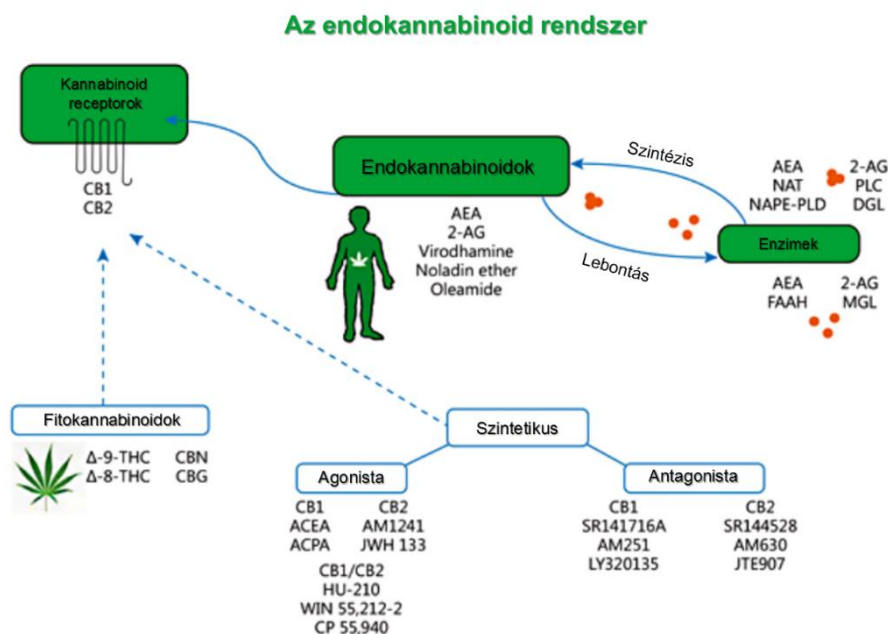 Az endokannabinoid rendszer
Kannabinoid
receptorok
CB1
CB2
Endokannabinoidok
AEA
2-AG
Virodhamine
Noladin ether
Oleamide
Szintézis
Lebontás
AEA 2-AG
NAT PLC
NAPE-PLD DGL
Enzimek
AEA 2-AG
FAAH MGL
Fitokannabinoidok
Δ-9-THC CBN
Δ-8-THC CBG
Szintetikus
Agonista
CB1 CB2
ACEA AM1241
ACPA JWH 133
CB1/CB2
HU-210
WIN 55,212-2
CP 55,940
Antagonista
CB1 CB2
SR141716A SR144528
AM251 AM630
LY320135 JTE907